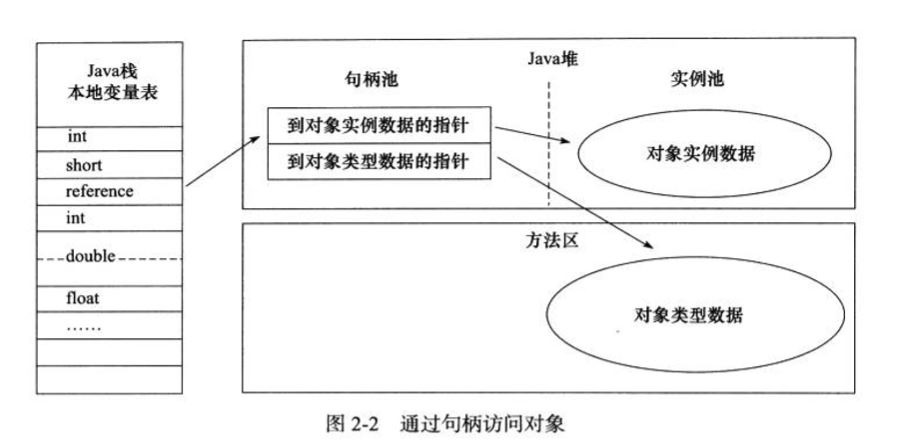 Java栈
本地变量表
int
short
reference
int
double
float
……
Java堆
句柄池
实例池
到对象实例数据的指针
到对象类型数据的指针
对象实例数据
方法区
对象类型数据
图 2-2 通过句柄访问对象